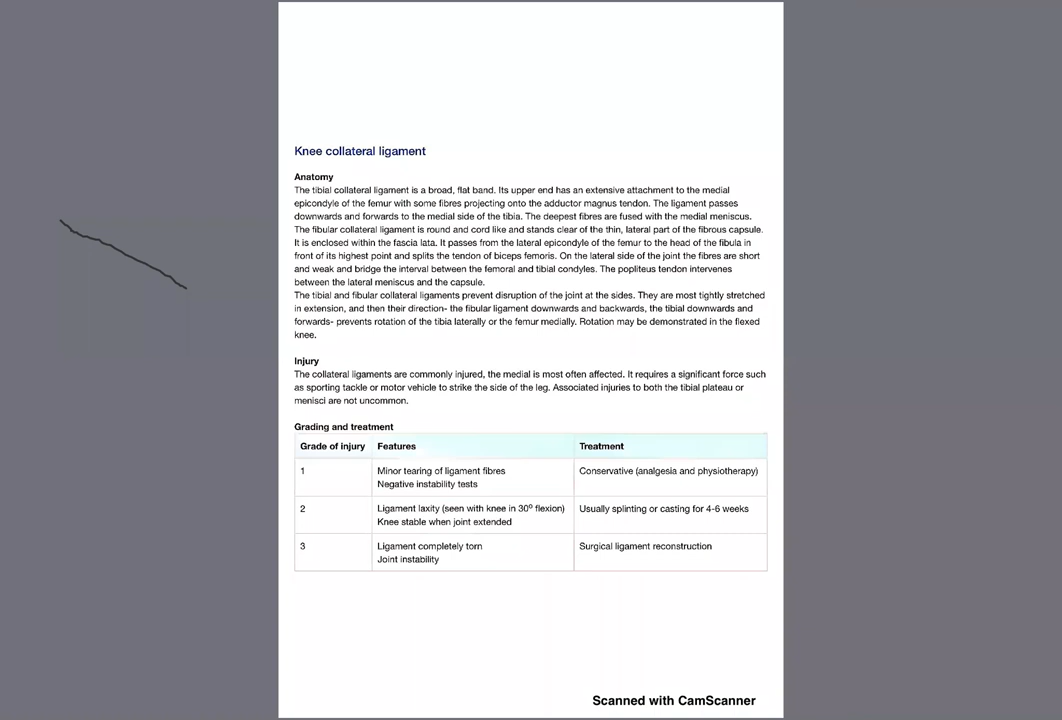 Knee collateral ligament
Anatomy
The tibial collateral ligament is a broad, flat band. Its upper end has an extensive attachment to the medial
epicondyle of the femur with some fibres projecting onto the adductor magnus tendon. The ligament passes
downwards and forwards to the medial side of the tibia. The deepest fibres are fused with the medial meniscus.
The fibular collateral ligament is round and cord like and stands clear of the thin, lateral part of the fibrous capsule.
It is enclosed within the fascia lata. It passes from the lateral epicondyle of the femur to the head of the fibula in
front of its highest point and splits the tendon of biceps femoris. On the lateral side of the joint the fibres are short
and weak and bridge the interval between the femoral and tibial condyles. The popliteus tendon intervenes
between the lateral meniscus and the capsule.
The tibial and fibular collateral ligaments prevent disruption of the joint at the sides. They are most tightly stretched
in extension, and then their direction- the fibular ligament downwards and backwards, the tibial downwards and
forwards- prevents rotation of the tibia laterally or the femur medially. Rotation may be demonstrated in the flexed
knee.
Injury
The collateral ligaments are commonly injured, the medial is most often affected. It requires a significant force such
as sporting tackle or motor vehicle to strike the side of the leg. Associated injuries to both the tibial plateau or
menisci are not uncommon.
Grading and treatment
Grade of injury Features Treatment
1 Minor tearing of ligament fibres Conservative (analgesia and physiotherapy)
Negative instability tests
2 Ligament laxity (seen with knee in 30º flexion) Usually splinting or casting for 4-6 weeks
Knee stable when joint extended
3 Ligament completely torn Surgical ligament reconstruction
Joint instability
Scanned with CamScanner